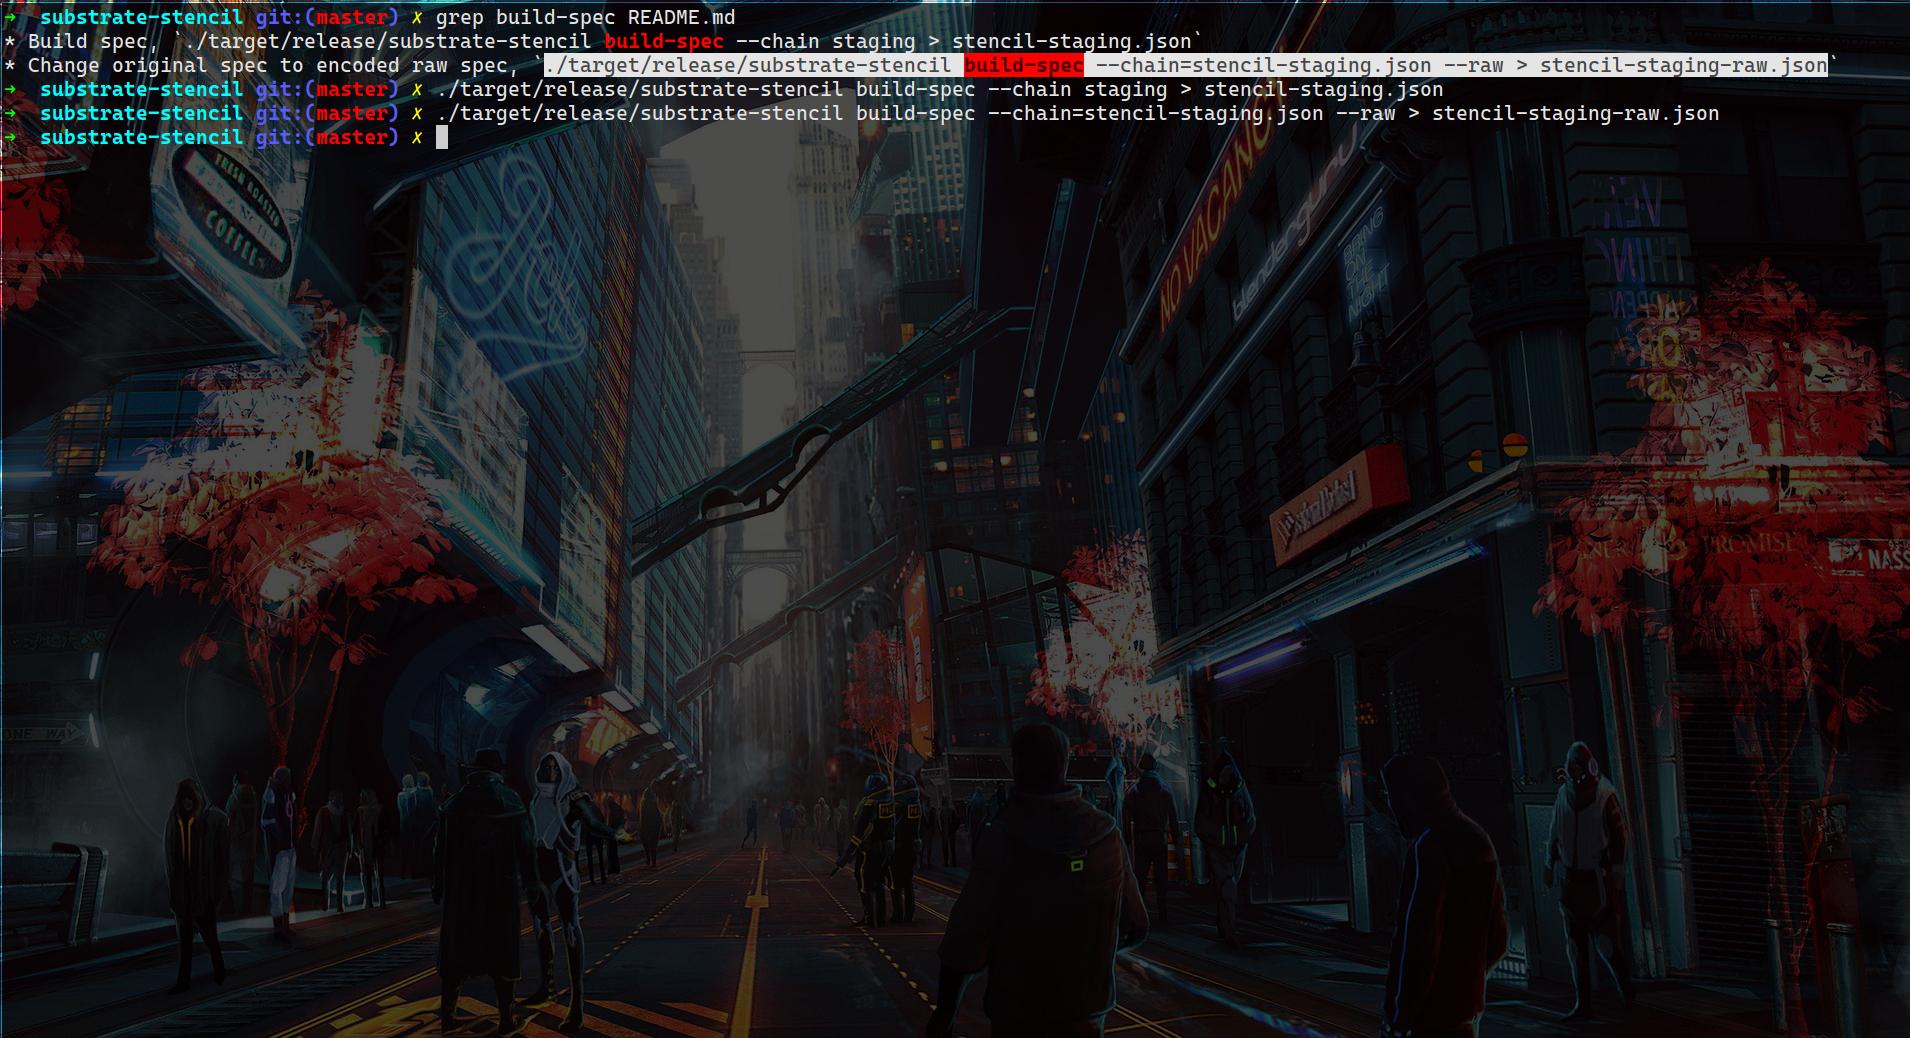 ➜  substrate-stencil git:(master) ✗ grep build-spec README.md
* Build spec, `./target/release/substrate-stencil build-spec --chain staging > stencil-staging.json`
* Change original spec to encoded raw spec, `./target/release/substrate-stencil build-spec --chain=stencil-staging.json --raw > stencil-staging-raw.json`
➜  substrate-stencil git:(master) ✗ ./target/release/substrate-stencil build-spec --chain staging > stencil-staging.json
➜  substrate-stencil git:(master) ✗ ./target/release/substrate-stencil build-spec --chain=stencil-staging.json --raw > stencil-staging-raw.json
➜  substrate-stencil git:(master) ✗
FRESH ROASTED
COFFEE
NO VACANC
blenderguru
BRING
ON
THE
NIGHT
PROMISE
NASS
ONE WAY